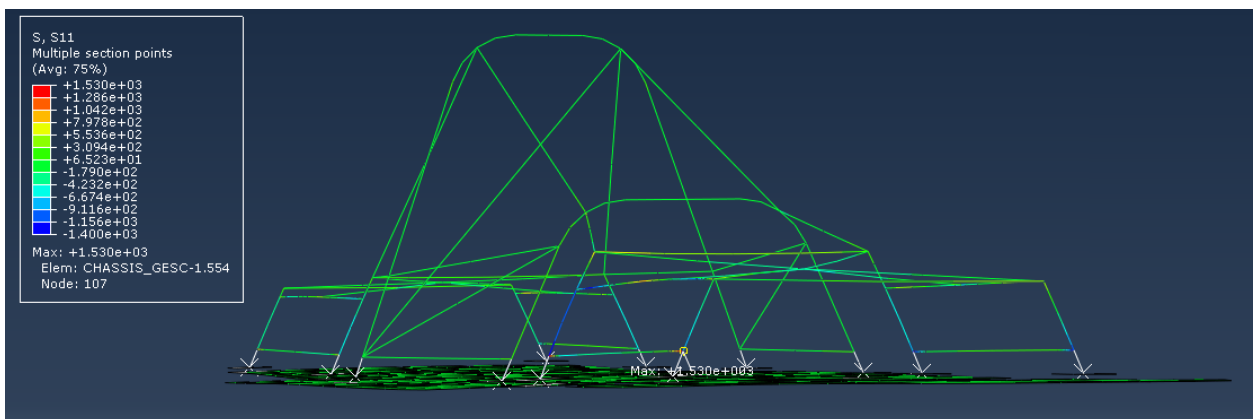 S, S11
Multiple section points
(Avg: 75%)
+1.530e+03
+1.286e+03
+1.042e+03
+7.978e+02
+5.536e+02
+3.094e+02
+6.523e+01
-1.790e+02
-4.232e+02
-6.674e+02
-9.116e+02
-1.156e+03
-1.400e+03
Max: +1.530e+03
Elem: CHASSIS_GESC-1.554
Node: 107
Max: +1.530e+003